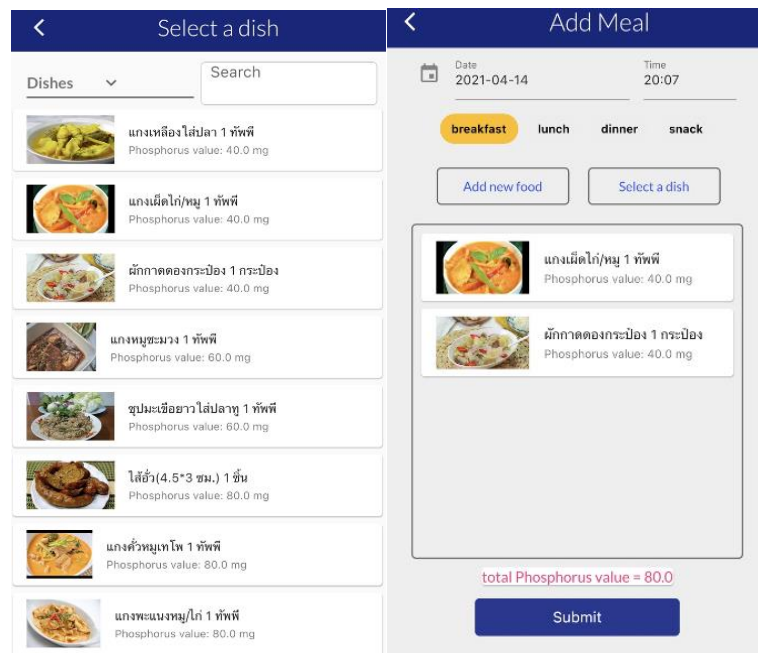 Select a dish
Dishes
Search
แกงเหลืองใส่ปลา 1 ทัพพี
Phosphorus value: 40.0 mg
แกงเผ็ดไก่/หมู 1 ทัพพี
Phosphorus value: 40.0 mg
ผักกาดดองกระป๋อง 1 กระป๋อง
Phosphorus value: 40.0 mg
แกงหมูชะมวง 1 ทัพพี
Phosphorus value: 60.0 mg
ซุปมะเขือยาวใส่ปลาทู 1 ทัพพี
Phosphorus value: 60.0 mg
ไส้อั่ว(4.5*3 ซม.) 1 ชิ้น
Phosphorus value: 80.0 mg
แกงคั่วหมูเทโพ 1 ทัพพี
Phosphorus value: 80.0 mg
แกงพะแนงหมู/ไก่ 1 ทัพพี
Phosphorus value: 80.0 mg
Add Meal
Date
2021-04-14
Time
20:07
breakfast lunch dinner snack
Add new food
Select a dish
แกงเผ็ดไก่/หมู 1 ทัพพี
Phosphorus value: 40.0 mg
ผักกาดดองกระป๋อง 1 กระป๋อง
Phosphorus value: 40.0 mg
total Phosphorus value = 80.0
Submit